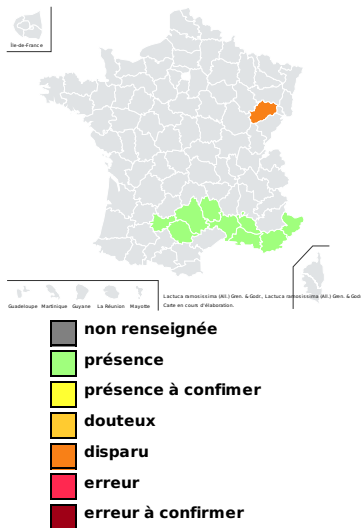 Île-de-France
Guadeloupe Martinique Guyane La Réunion Mayotte
Lactuca ramosissima (All.) Gren. & Godr., Lactuca ramosissima (All.) Gren. & Godr
Carte en cours d'élaboration.
non renseignée
présence
présence à confimer
douteux
disparu
erreur
erreur à confirmer